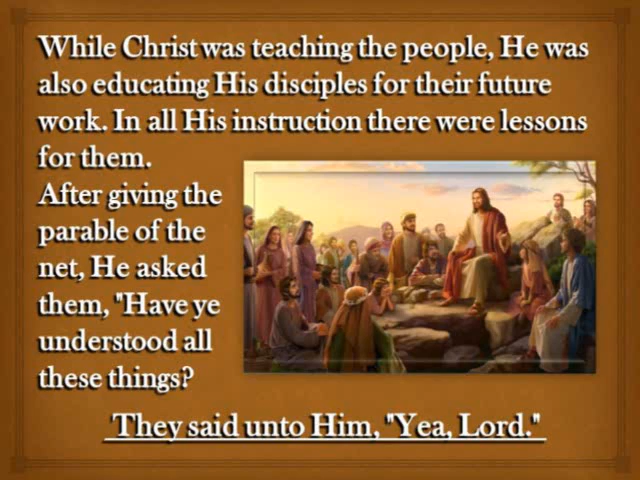 While Christ was teaching the people, He was
also educating His disciples for their future
work. In all His instruction there were lessons
for them.
After giving the
parable of the
net, He asked
them, "Have ye
understood all
these things?
They said unto Him, "Yea, Lord."